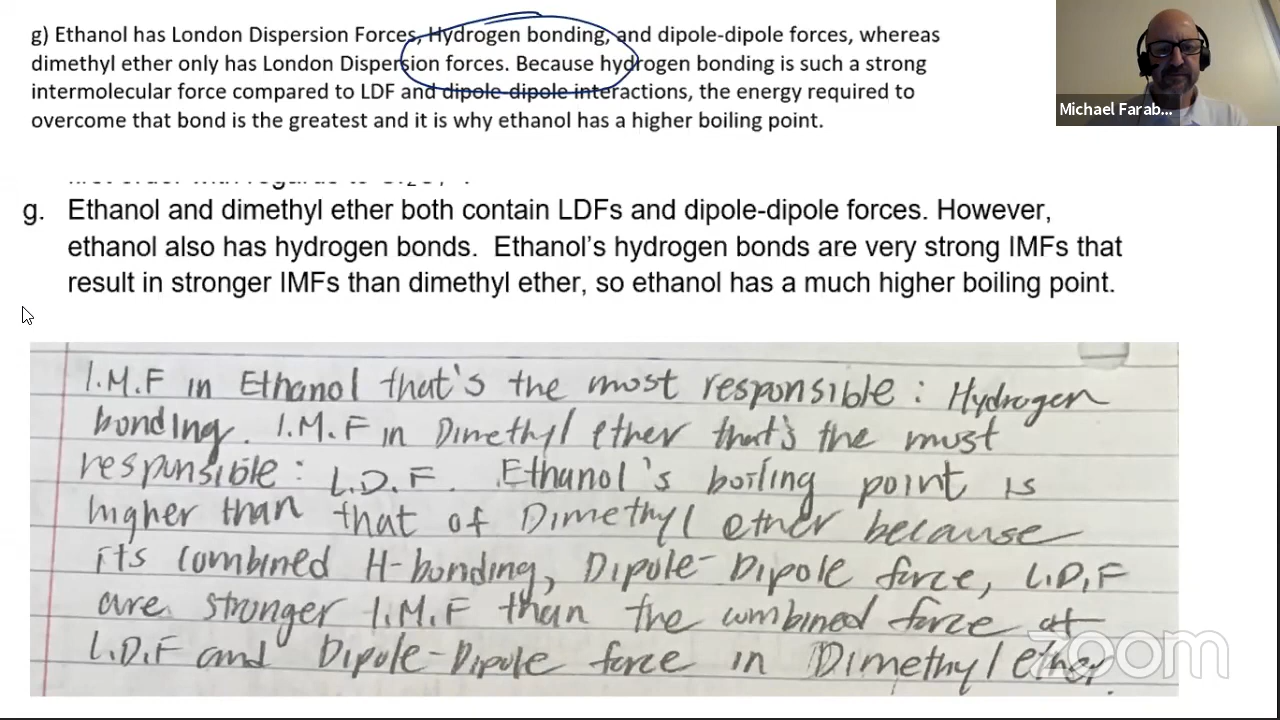 g) Ethanol has London Dispersion Forces, Hydrogen bonding, and dipole-dipole forces, whereas
dimethyl ether only has London Dispersion forces. Because hydrogen bonding is such a strong
intermolecular force compared to LDF and dipole-dipole interactions, the energy required to
overcome that bond is the greatest and it is why ethanol has a higher boiling point.
Michael Farab...
g. Ethanol and dimethyl ether both contain LDFs and dipole-dipole forces. However,
ethanol also has hydrogen bonds. Ethanol's hydrogen bonds are very strong IMFs that
result in stronger IMFs than dimethyl ether, so ethanol has a much higher boiling point.
I.M.F in Ethanol that's the most responsible: Hydrogen
bonding. I.M.F in Dimethyl ether that's the most
responsible: L.D.F. Ethanol's boiling point is
higher than that of Dimethyl ether because
its combined H-bonding, Dipole-Dipole force, L.D.F
are stronger I.M.F than the combined force of
L.D.F and Dipole-Dipole force in Dimethyl ether.
zoom